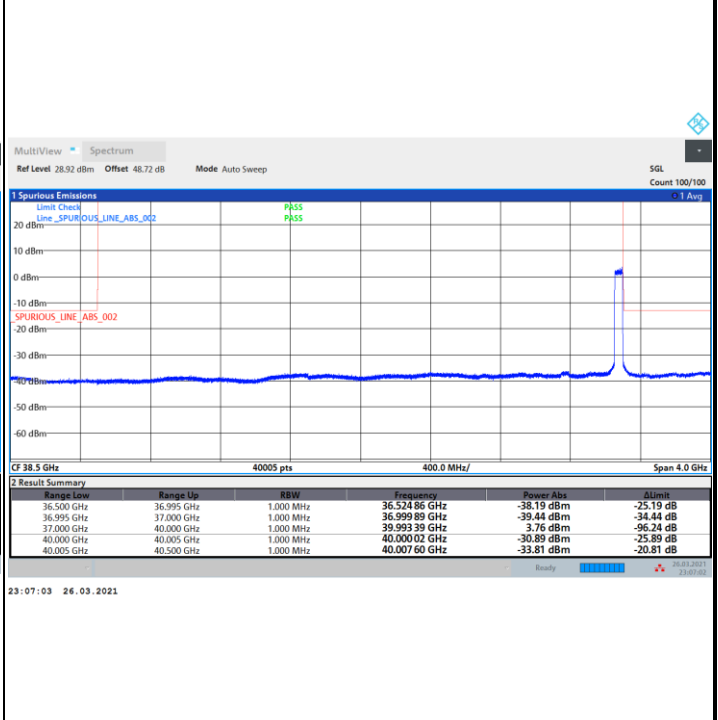 MultiView Spectrum
Ref Level 28.92 dBm Offset 48.72 dB Mode Auto Sweep SGL
Count 100/100
1 Spurious Emissions 1 Avg
Limit Check PASS
Line _SPURIOUS_LINE_ABS_002 PASS
20 dBm
10 dBm
0 dBm
-10 dBm
_SPURIOUS_LINE_ABS_002
-20 dBm
-30 dBm
-40 dBm
-50 dBm
-60 dBm
CF 38.5 GHz 40005 pts 400.0 MHz/ Span 4.0 GHz
2 Result Summary
Range Low Range Up RBW Frequency Power Abs ΔLimit
36.500 GHz 36.995 GHz 1.000 MHz 36.524 86 GHz -38.19 dBm -25.19 dB
36.995 GHz 37.000 GHz 1.000 MHz 36.999 89 GHz -39.44 dBm -34.44 dB
37.000 GHz 40.000 GHz 1.000 MHz 39.993 39 GHz 3.76 dBm -96.24 dB
40.000 GHz 40.005 GHz 1.000 MHz 40.000 02 GHz -30.89 dBm -25.89 dB
40.005 GHz 40.500 GHz 1.000 MHz 40.007 60 GHz -33.81 dBm -20.81 dB
Ready 26.03.2021
23:07:02
23:07:03 26.03.2021